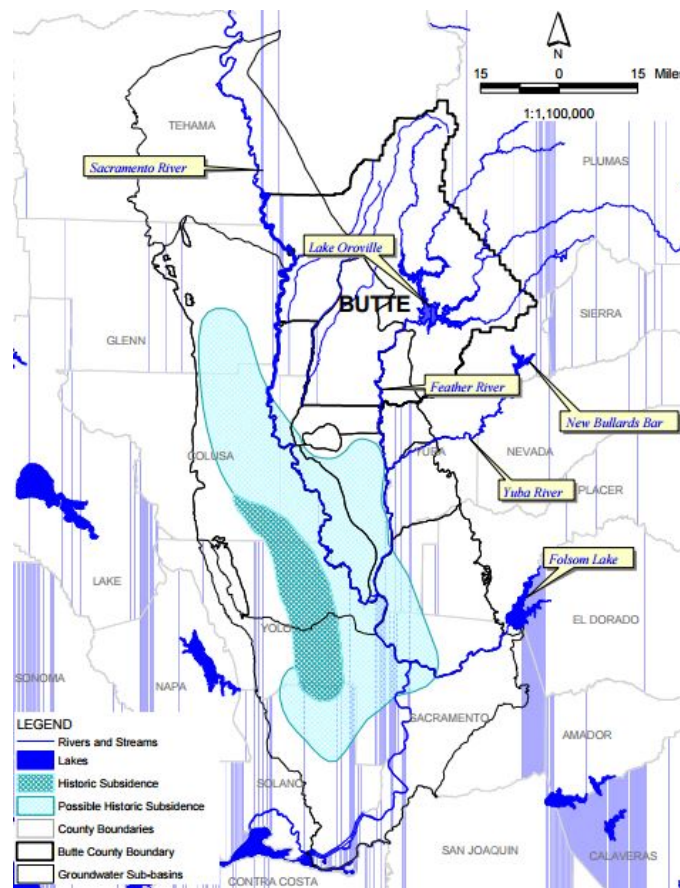 N
15 0 15 Miles
1:1,100,000
TEHAMA
PLUMAS
Sacramento River
Lake Oroville
BUTTE
SIERRA
GLENN
Feather River
New Bullards Bar
COLUSA
YUBA
NEVADA
Yuba River
PLACER
Folsom Lake
LAKE
EL DORADO
YOLO
SONOMA
NAPA
SACRAMENTO
AMADOR
SOLANO
SAN JOAQUIN
CALAVERAS
CONTRA COSTA
LEGEND
Rivers and Streams
Lakes
Historic Subsidence
Possible Historic Subsidence
County Boundaries
Butte County Boundary
Groundwater Sub-basins